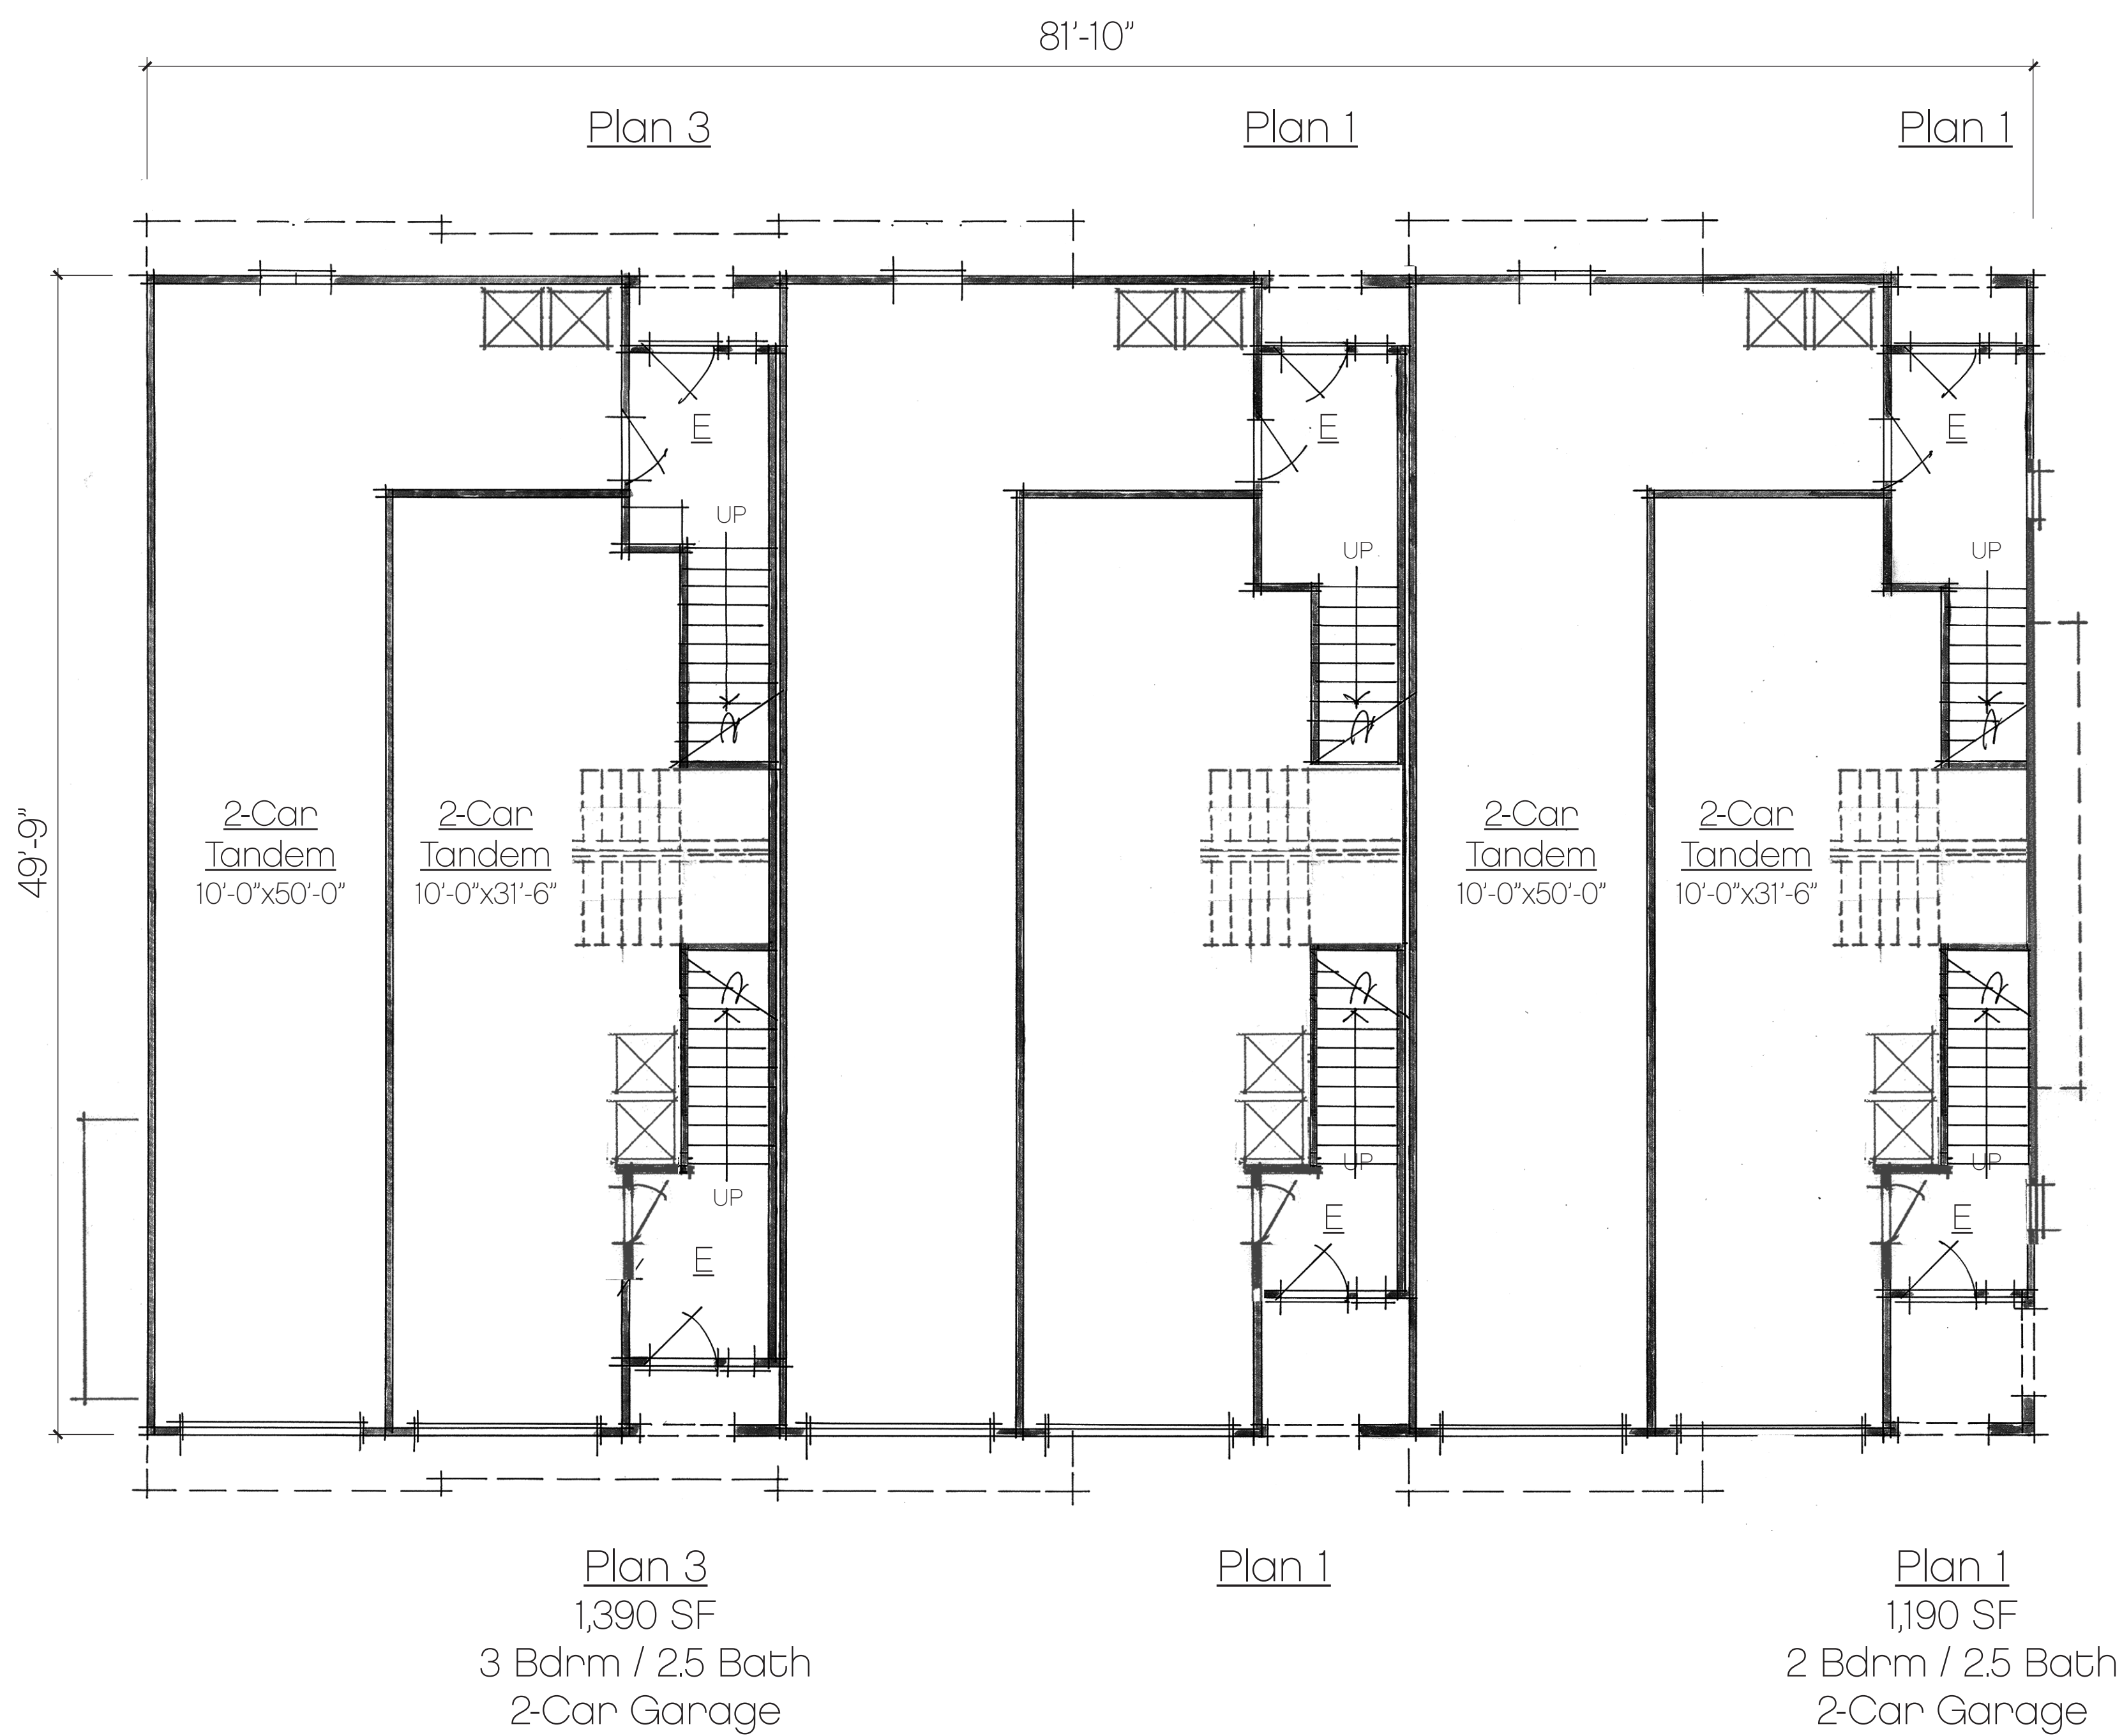 81'-10"
Plan 3
Plan 1
Plan 1
E
E
E
UP
UP
UP
49'-9"
2-Car
Tandem
10'-0"x50'-0"
2-Car
Tandem
10'-0"x31'-6"
2-Car
Tandem
10'-0"x50'-0"
2-Car
Tandem
10'-0"x31'-6"
UP
UP
UP
E
E
E
Plan 3
1,390 SF
3 Bdrm / 2.5 Bath
2-Car Garage
Plan 1
Plan 1
1,190 SF
2 Bdrm / 2.5 Bath
2-Car Garage